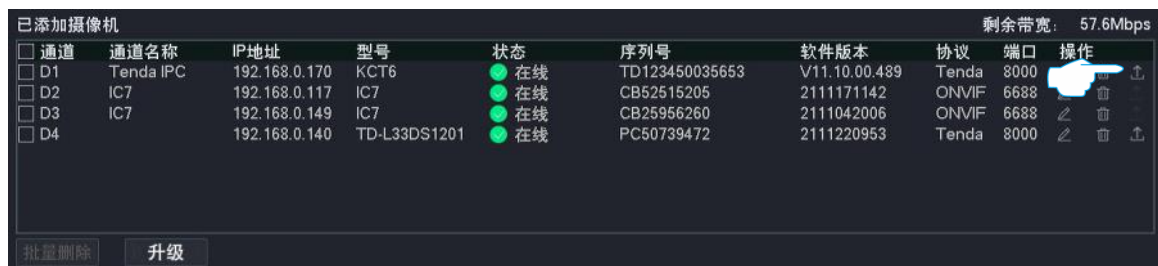 已添加摄像机 剩余带宽: 57.6Mbps
通道 通道名称 IP地址 型号 状态 序列号 软件版本 协议 端口 操作
D1 Tenda IPC 192.168.0.170 KCT6 在线 TD123450035653 V11.10.00.489 Tenda 8000
D2 IC7 192.168.0.117 IC7 在线 CB52515205 2111171142 ONVIF 6688
D3 IC7 192.168.0.149 IC7 在线 CB25956260 2111042006 ONVIF 6688
D4 192.168.0.140 TD-L33DS1201 在线 PC50739472 2111220953 Tenda 8000
批量删除 升级